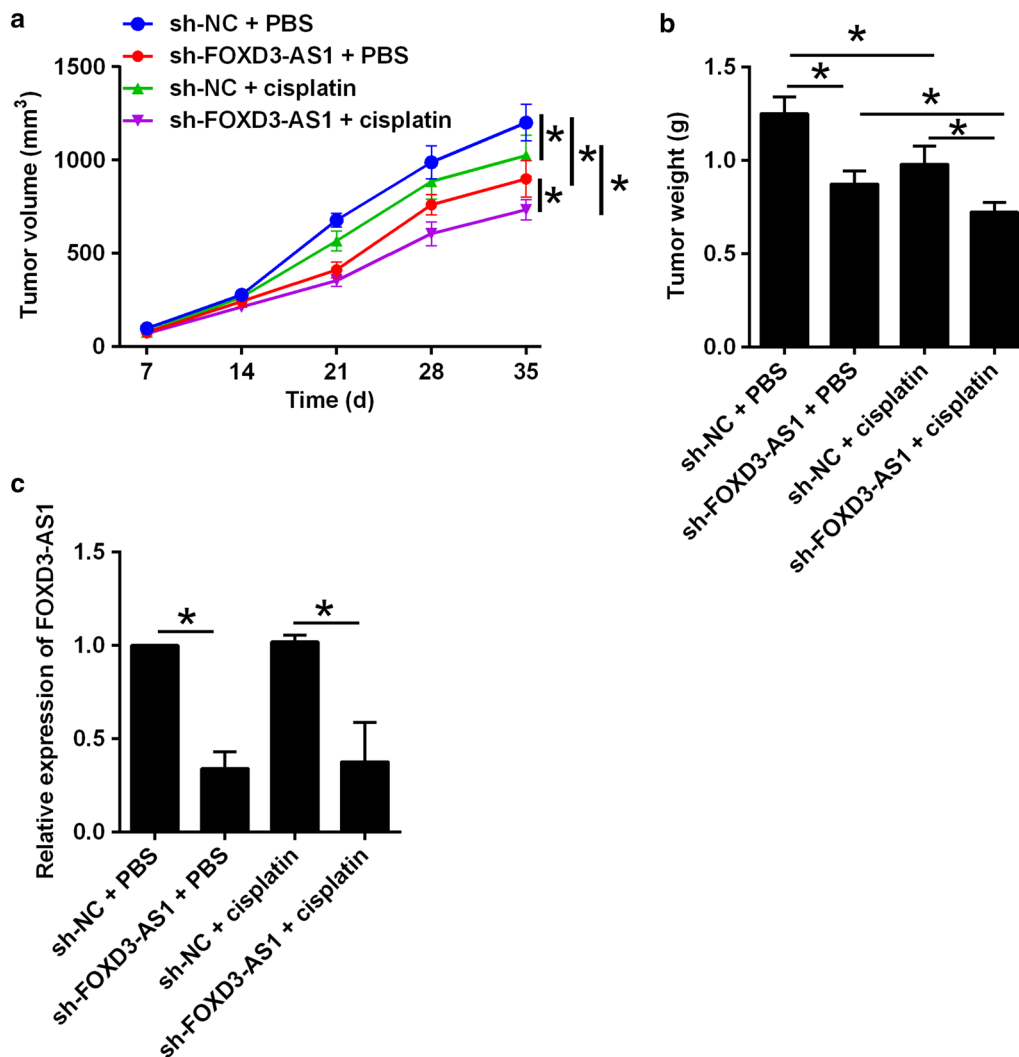 a
sh-NC + PBS
sh-FOXD3-AS1 + PBS
sh-NC + cisplatin
sh-FOXD3-AS1 + cisplatin
Tumor volume (mm³)
1500
1000
500
0
7 14 21 28 35
Time (d)
*
*
*
*
b
Tumor weight (g)
1.5
1.0
0.5
0.0
*
*
*
*
sh-NC + PBS
sh-FOXD3-AS1 + PBS
sh-NC + cisplatin
sh-FOXD3-AS1 + cisplatin
c
Relative expression of FOXD3-AS1
1.5
1.0
0.5
0.0
* *
sh-NC + PBS
sh-FOXD3-AS1 + PBS
sh-NC + cisplatin
sh-FOXD3-AS1 + cisplatin